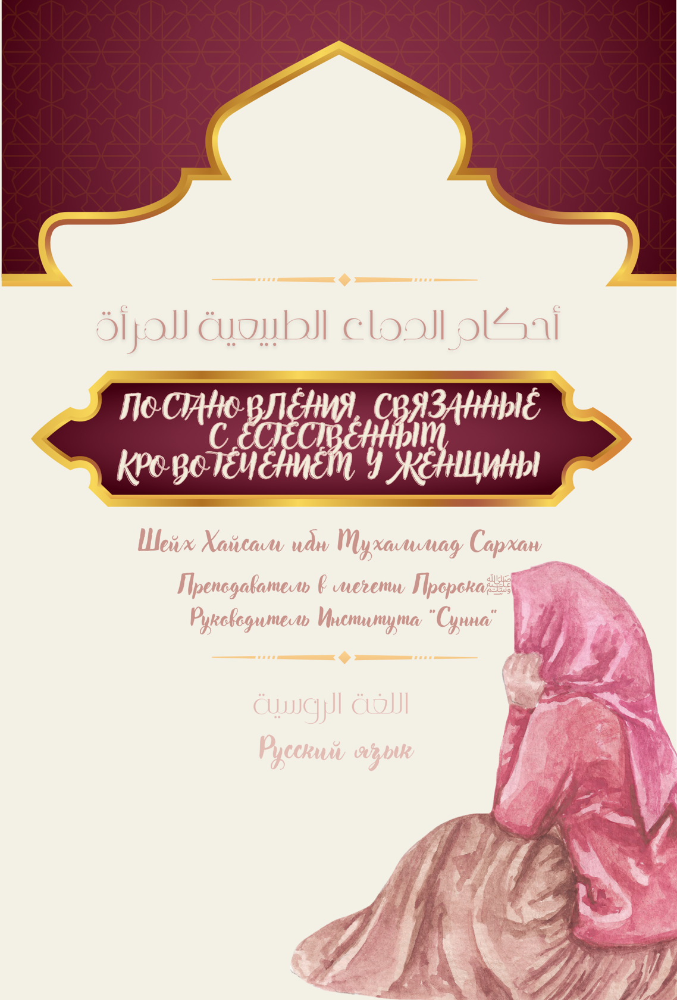 أحكام الدماء الطبيعية للمرأة
ПОСТАНОВЛЕНИЯ, СВЯЗАННЫЕ
С ЕСТЕСТВЕННЫМ
КРОВОТЕЧЕНИЕМ У ЖЕНЩИНЫ
Шейх Хайсам ибн Мухаммад Сархан
Преподаватель в мечети Пророка ﷺ
Руководитель Института "Сунна"
اللغة الروسية
Русский язык